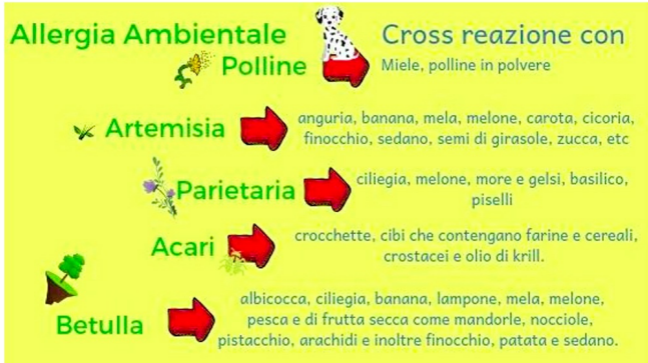 Allergia Ambientale
Cross reazione con
Polline
Miele, polline in polvere
Artemisia
anguria, banana, mela, melone, carota, cicoria,
finocchio, sedano, semi di girasole, zucca, etc
Parietaria
ciliegia, melone, more e gelsi, basilico,
piselli
Acari
crocchette, cibi che contengano farine e cereali,
crostacei e olio di krill.
Betulla
albicocca, ciliegia, banana, lampone, mela, melone,
pesca e di frutta secca come mandorle, nocciole,
pistacchio, arachidi e inoltre finocchio, patata e sedano.